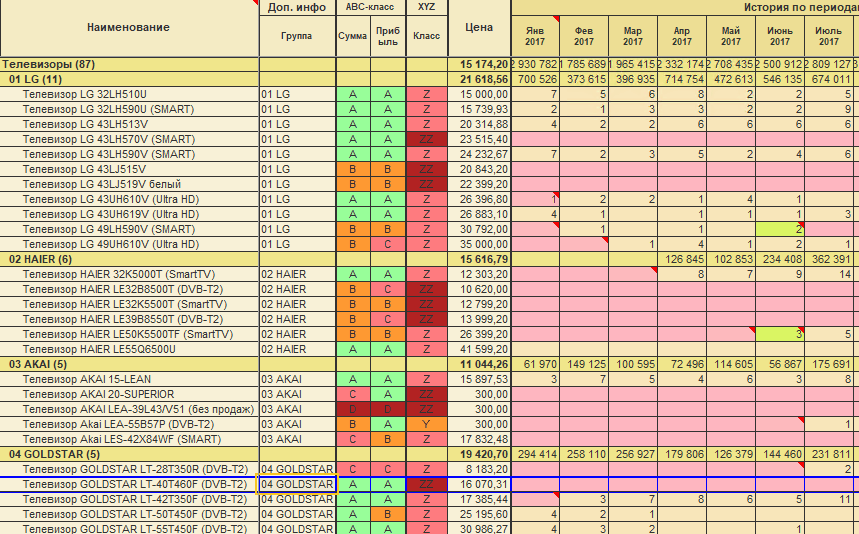 Наименование Доп. инфо ABC-класс XYZ Цена История по периода
Группа Сумма Прибыль Класс Янв 2017 Фев 2017 Мар 2017 Апр 2017 Май 2017 Июнь 2017 Июль 2017
Телевизоры (87) 15 174,20 2 930 782 1 785 689 1 965 415 2 332 174 2 708 435 2 500 912 2 809 127
01 LG (11) 21 618,56 700 526 373 615 396 935 714 754 472 613 546 135 674 011
Телевизор LG 32LH510U 01 LG A A Z 15 000,00 7 5 6 8 2 2 5
Телевизор LG 32LH590U (SMART) 01 LG A A Z 15 739,93 2 1 3 3 2 2 9
Телевизор LG 43LH513V 01 LG A A Z 20 314,88 4 2 2 6 6 6 6
Телевизор LG 43LH570V (SMART) 01 LG A A ZZ 23 515,40
Телевизор LG 43LH590V (SMART) 01 LG A A Z 24 232,67 7 2 3 5 2 4 6
Телевизор LG 43LJ515V 01 LG B B ZZ 20 843,20
Телевизор LG 43LJ519V белый 01 LG B B ZZ 22 399,20
Телевизор LG 43UH610V (Ultra HD) 01 LG A A Z 26 396,80 1 2 2 1 4 1
Телевизор LG 43UH619V (Ultra HD) 01 LG A A Z 26 883,10 4 1 1 1 1 3
Телевизор LG 49LH590V (SMART) 01 LG B B Z 30 792,00 1 1 2
Телевизор LG 49UH610V (Ultra HD) 01 LG B C Z 35 000,00 1 4 1 2 1
02 HAIER (6) 15 616,79 126 845 102 853 234 408 362 391
Телевизор HAIER 32K5000T (SmartTV) 02 HAIER A A Z 12 303,20 8 7 9 14
Телевизор HAIER LE32B8500T (DVB-T2) 02 HAIER B C ZZ 10 620,00
Телевизор HAIER LE32K5500T (SmartTV) 02 HAIER B B ZZ 12 799,20
Телевизор HAIER LE39B8550T (DVB-T2) 02 HAIER B C ZZ 13 999,20
Телевизор HAIER LE50K5500TF (SmartTV) 02 HAIER B B Z 26 399,20 3 5
Телевизор HAIER LE55Q6500U 02 HAIER A A Z 41 599,20
03 AKAI (5) 11 044,26 61 970 149 125 100 595 72 496 114 605 56 867 175 691
Телевизор AKAI 15-LEAN 03 AKAI A A Z 15 897,53 3 7 5 4 6 3 8
Телевизор AKAI 20-SUPERIOR 03 AKAI C A ZZ 300,00
Телевизор AKAI LEA-39L43/V51 (без продаж) 03 AKAI D D ZZ 300,00
Телевизор Akai LEA-55B57P (DVB-T2) 03 AKAI B A Y 300,00 1
Телевизор Akai LES-42X84WF (SMART) 03 AKAI C B Z 17 832,48
04 GOLDSTAR (5) 19 420,70 294 414 258 110 256 927 179 806 126 379 144 460 231 811
Телевизор GOLDSTAR LT-28T350R (DVB-T2) 04 GOLDSTAR C C Z 8 183,20 2
Телевизор GOLDSTAR LT-40T460F (DVB-T2) 04 GOLDSTAR A A ZZ 16 070,31
Телевизор GOLDSTAR LT-42T350F (DVB-T2) 04 GOLDSTAR A A Z 17 385,44 3 7 8 6 5 11
Телевизор GOLDSTAR LT-50T450F (DVB-T2) 04 GOLDSTAR A B Z 25 195,60 4 2 1
Телевизор GOLDSTAR LT-55T450F (DVB-T2) 04 GOLDSTAR A A Z 30 986,27 4 3 2 1